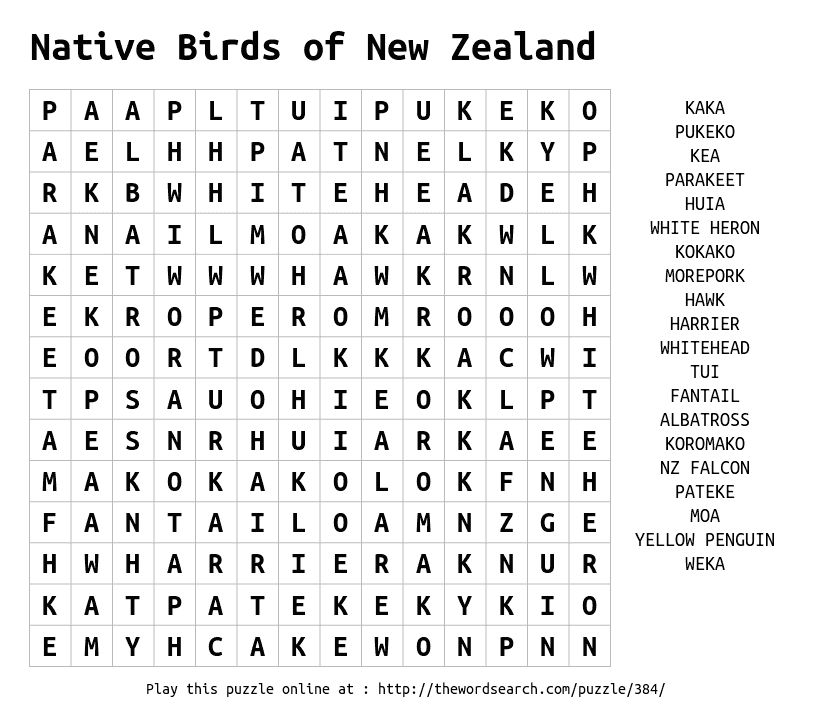 Native Birds of New Zealand
P A A P L T U I P U K E K O
A E L H H P A T N E L K Y P
R K B W H I T E H E A D E H
A N A I L M O A K A K W L K
K E T W W W H A W K R N L W
E K R O P E R O M R O O O H
E O O R T D L K K K A C W I
T P S A U O H I E O K L P T
A E S N R H U I A R K A E E
M A K O K A K O L O K F N H
F A N T A I L O A M N Z G E
H W H A R R I E R A K N U R
K A T P A T E K E K Y K I O
E M Y H C A K E W O N P N N
KAKA
PUKEKO
KEA
PARAKEET
HUIA
WHITE HERON
KOKAKO
MOREPORK
HAWK
HARRIER
WHITEHEAD
TUI
FANTAIL
ALBATROSS
KOROMAKO
NZ FALCON
PATEKE
MOA
YELLOW PENGUIN
WEKA
Play this puzzle online at : http://thewordsearch.com/puzzle/384/